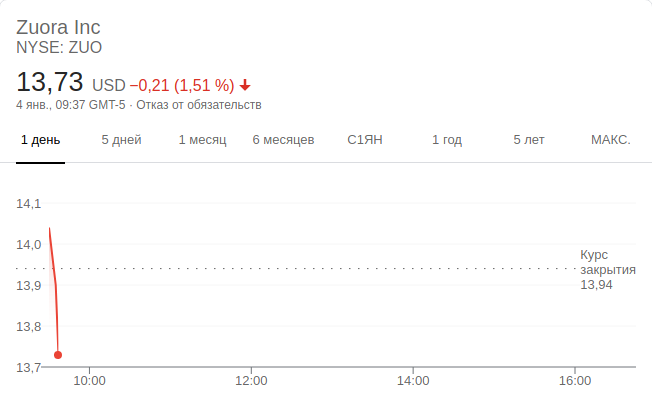 Zuora Inc
NYSE: ZUO
13,73 USD −0,21 (1,51 %) ↓
4 янв., 09:37 GMT-5 · Отказ от обязательств
1 день 5 дней 1 месяц 6 месяцев С1ЯН 1 год 5 лет МАКС.
14,1
14,0
Курс
закрытия
13,94
13,9
13,8
13,7
10:00 12:00 14:00 16:00